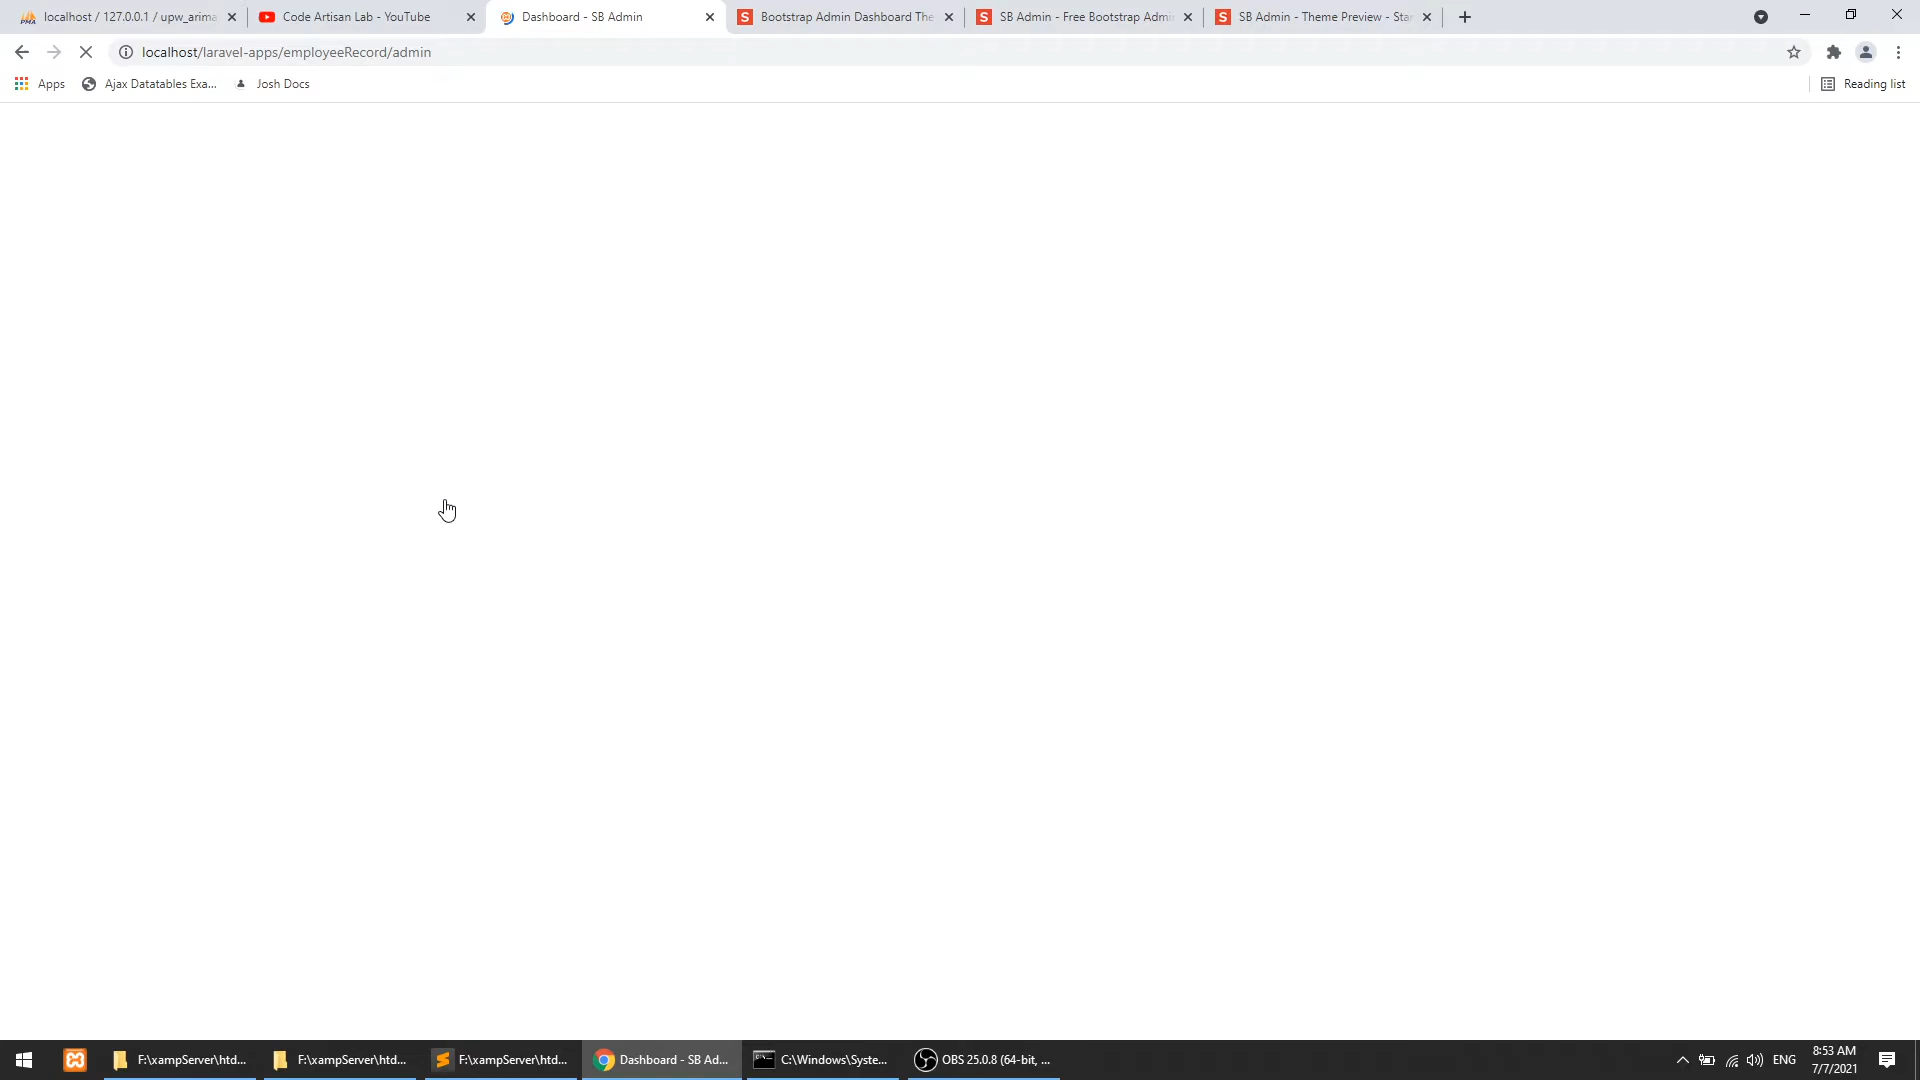 localhost / 127.0.0.1 / upw_arima
Code Artisan Lab - YouTube
Dashboard - SB Admin
Bootstrap Admin Dashboard The
SB Admin - Free Bootstrap Admi
SB Admin - Theme Preview - Sta
localhost/laravel-apps/employeeRecord/admin
Apps
Ajax Datatables Exa...
Josh Docs
Reading list
F:\xampServer\htd...
F:\xampServer\htd...
F:\xampServer\htd...
Dashboard - SB Ad...
C:\Windows\Syste...
OBS 25.0.8 (64-bit, ...
ENG
8:53 AM
7/7/2021